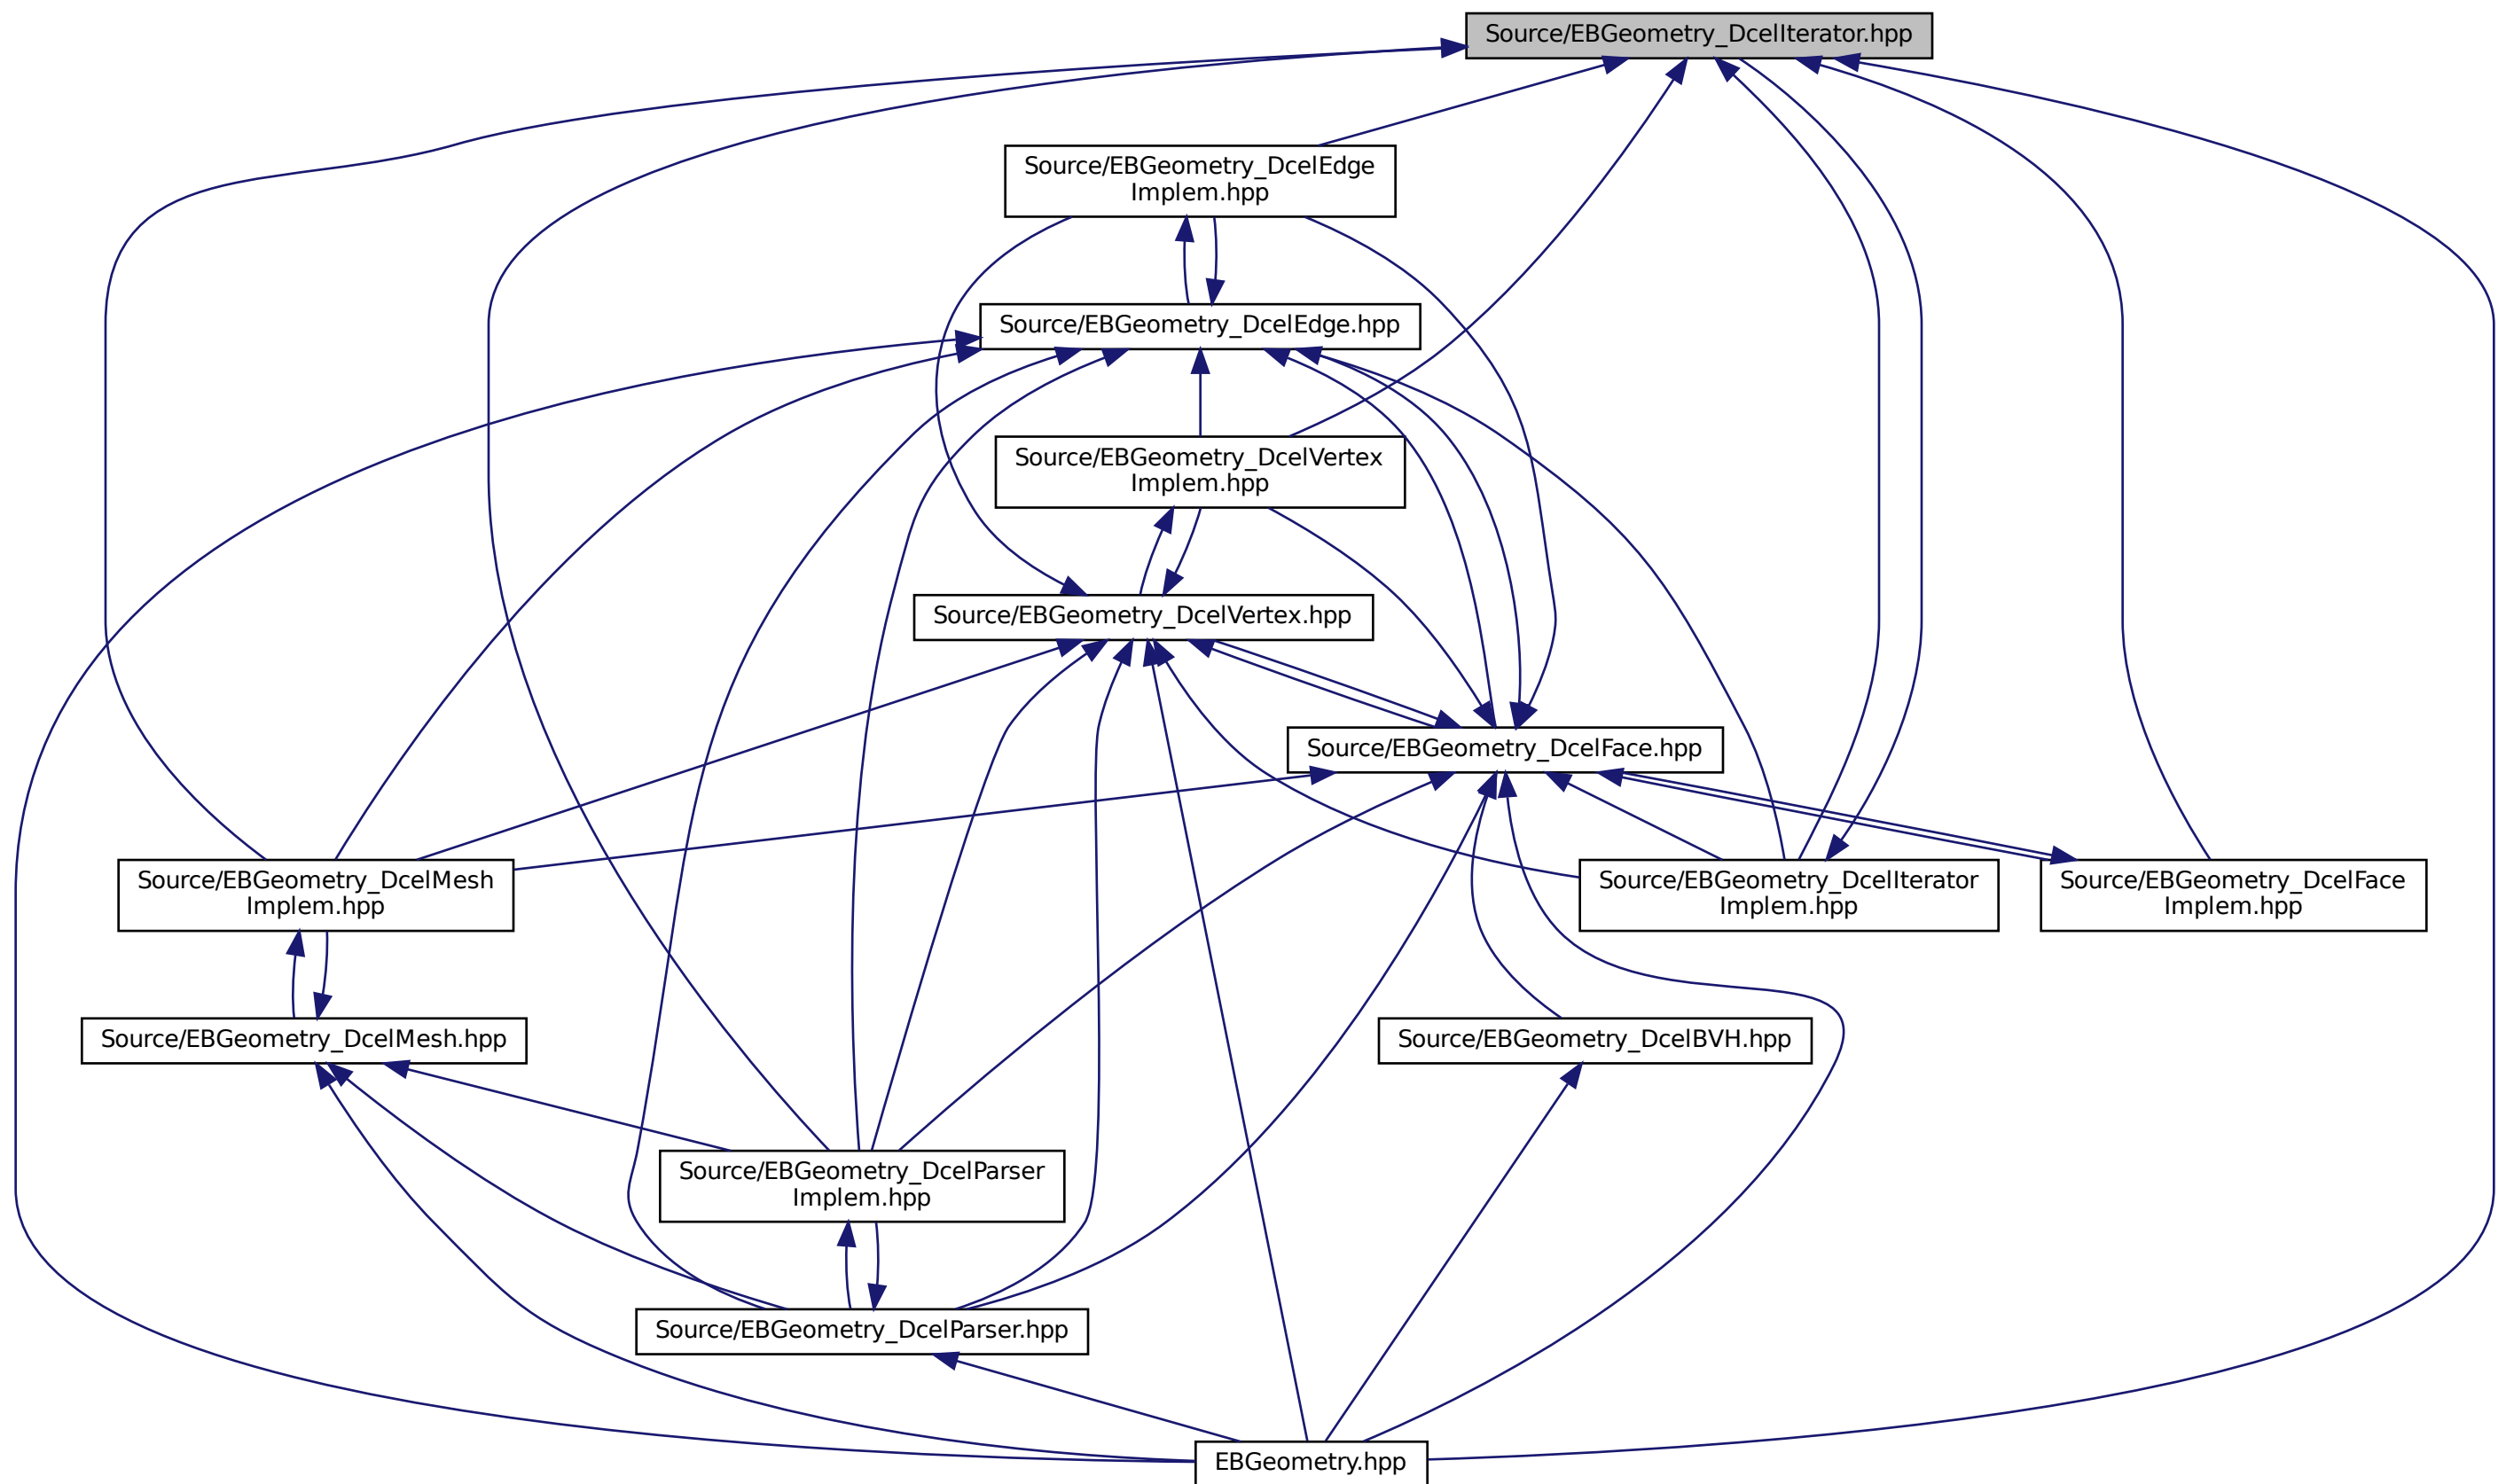 Source/EBGeometry_DcelIterator.hpp
Source/EBGeometry_DcelEdge
Implem.hpp
Source/EBGeometry_DcelEdge.hpp
Source/EBGeometry_DcelVertex
Implem.hpp
Source/EBGeometry_DcelVertex.hpp
Source/EBGeometry_DcelFace.hpp
Source/EBGeometry_DcelMesh
Implem.hpp
Source/EBGeometry_DcelIterator
Implem.hpp
Source/EBGeometry_DcelFace
Implem.hpp
Source/EBGeometry_DcelMesh.hpp
Source/EBGeometry_DcelBVH.hpp
Source/EBGeometry_DcelParser
Implem.hpp
Source/EBGeometry_DcelParser.hpp
EBGeometry.hpp